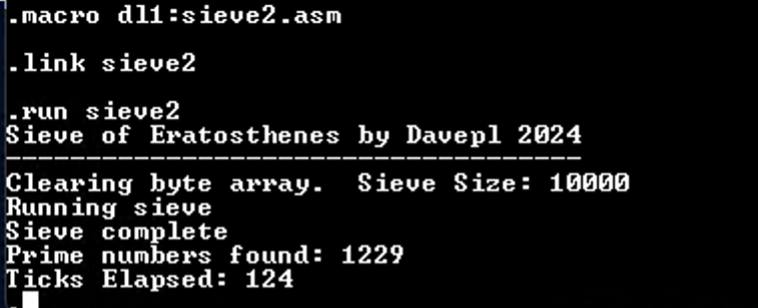 .macro dl1:sieve2.asm
.link sieve2
.run sieve2
Sieve of Eratosthenes by Davepl 2024
------------------------------------
Clearing byte array.  Sieve Size: 10000
Running sieve
Sieve complete
Prime numbers found: 1229
Ticks Elapsed: 124
.